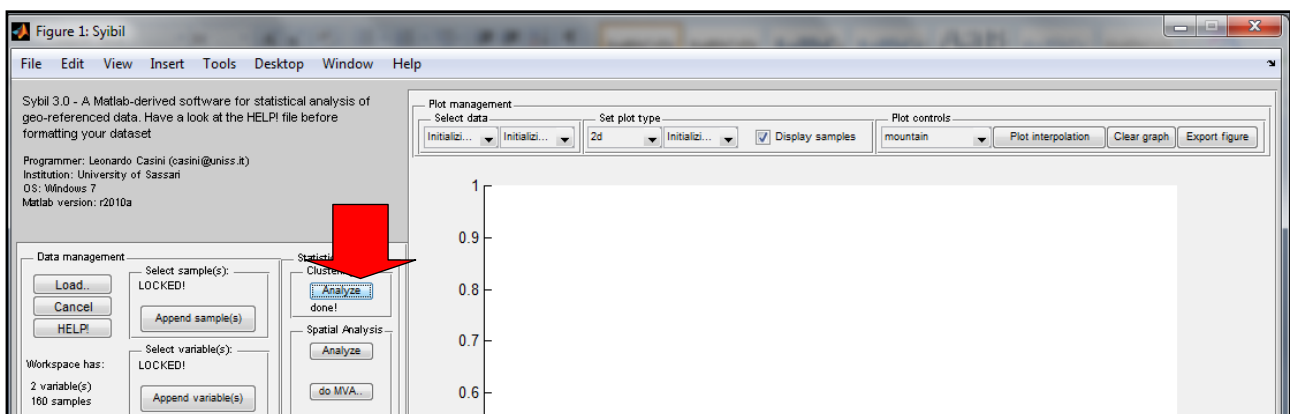 Figure 1: Syibil
File Edit View Insert Tools Desktop Window Help
Sybil 3.0 - A Matlab-derived software for statistical analysis of
geo-referenced data. Have a look at the HELP! file before
formatting your dataset
Programmer: Leonardo Casini (casini@uniss.it)
Institution: University of Sassari
OS: Windows 7
Matlab version: r2010a
Plot management
Select data
Set plot type
Plot controls
Initializi... Initializi... 2d Initializi... Display samples mountain Plot interpolation Clear graph Export figure
Data management
Load..
Cancel
HELP!
Workspace has:
2 variable(s)
160 samples
Select sample(s):
LOCKED!
Append sample(s)
Select variable(s):
LOCKED!
Append variable(s)
Analyze
done!
Spatial Analysis
Analyze
do MVA..
1
0.9
0.8
0.7
0.6